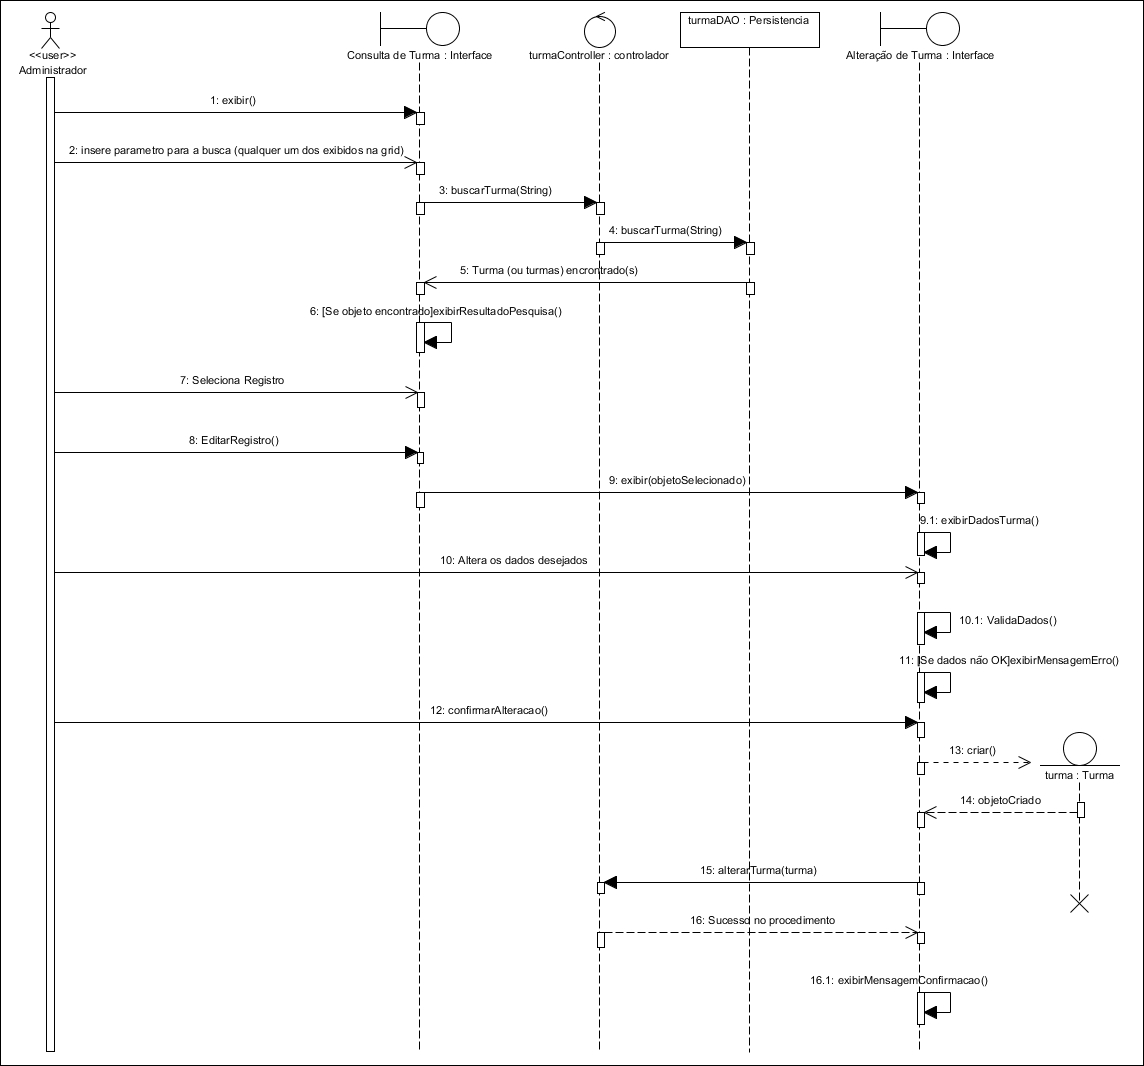 turmaDAO : Persistencia
<<user>>
Administrador
Consulta de Turma : Interface
turmaController : controlador
Alteração de Turma : Interface
1: exibir()
2: insere parametro para a busca (qualquer um dos exibidos na grid)
3: buscarTurma(String)
4: buscarTurma(String)
5: Turma (ou turmas) encrontrado(s)
6: [Se objeto encontrado]exibirResultadoPesquisa()
7: Seleciona Registro
8: EditarRegistro()
9: exibir(objetoSelecionado)
9.1: exibirDadosTurma()
10: Altera os dados desejados
10.1: ValidaDados()
11: [Se dados não OK]exibirMensagemErro()
12: confirmarAlteracao()
13: criar()
turma : Turma
14: objetoCriado
15: alterarTurma(turma)
16: Sucesso no procedimento
16.1: exibirMensagemConfirmacao()